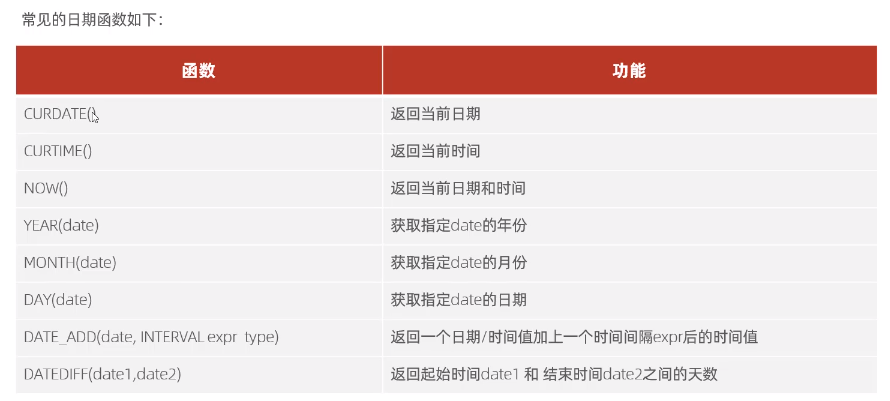 常见的日期函数如下：
函数 功能
CURDATE() 返回当前日期
CURTIME() 返回当前时间
NOW() 返回当前日期和时间
YEAR(date) 获取指定date的年份
MONTH(date) 获取指定date的月份
DAY(date) 获取指定date的日期
DATE_ADD(date, INTERVAL expr type) 返回一个日期/时间值加上一个时间间隔expr后的时间值
DATEDIFF(date1,date2) 返回起始时间date1 和 结束时间date2之间的天数